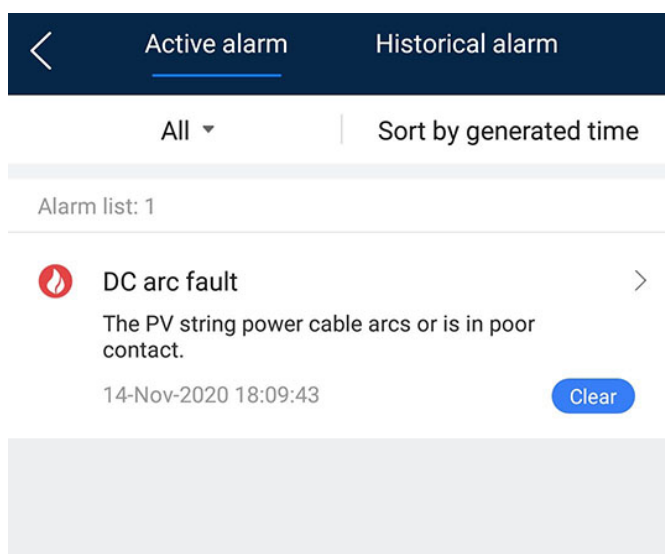 Active alarm Historical alarm
All Sort by generated time
Alarm list: 1
DC arc fault
The PV string power cable arcs or is in poor
contact.
14-Nov-2020 18:09:43 Clear